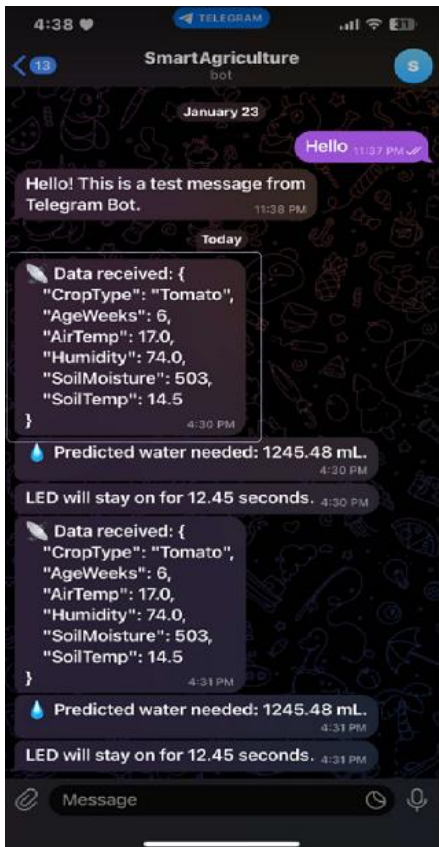 4:38
TELEGRAM
13
SmartAgriculture
bot
S
January 23
Hello 11:37 PM
Hello! This is a test message from
Telegram Bot.
11:38 PM
Today
Data received: {
"CropType": "Tomato",
"AgeWeeks": 6,
"AirTemp": 17.0,
"Humidity": 74.0,
"SoilMoisture": 503,
"SoilTemp": 14.5
}
4:30 PM
Predicted water needed: 1245.48 mL.
4:30 PM
LED will stay on for 12.45 seconds. 4:30 PM
Data received: {
"CropType": "Tomato",
"AgeWeeks": 6,
"AirTemp": 17.0,
"Humidity": 74.0,
"SoilMoisture": 503,
"SoilTemp": 14.5
}
4:31 PM
Predicted water needed: 1245.48 mL.
4:31 PM
LED will stay on for 12.45 seconds. 4:31 PM
Message